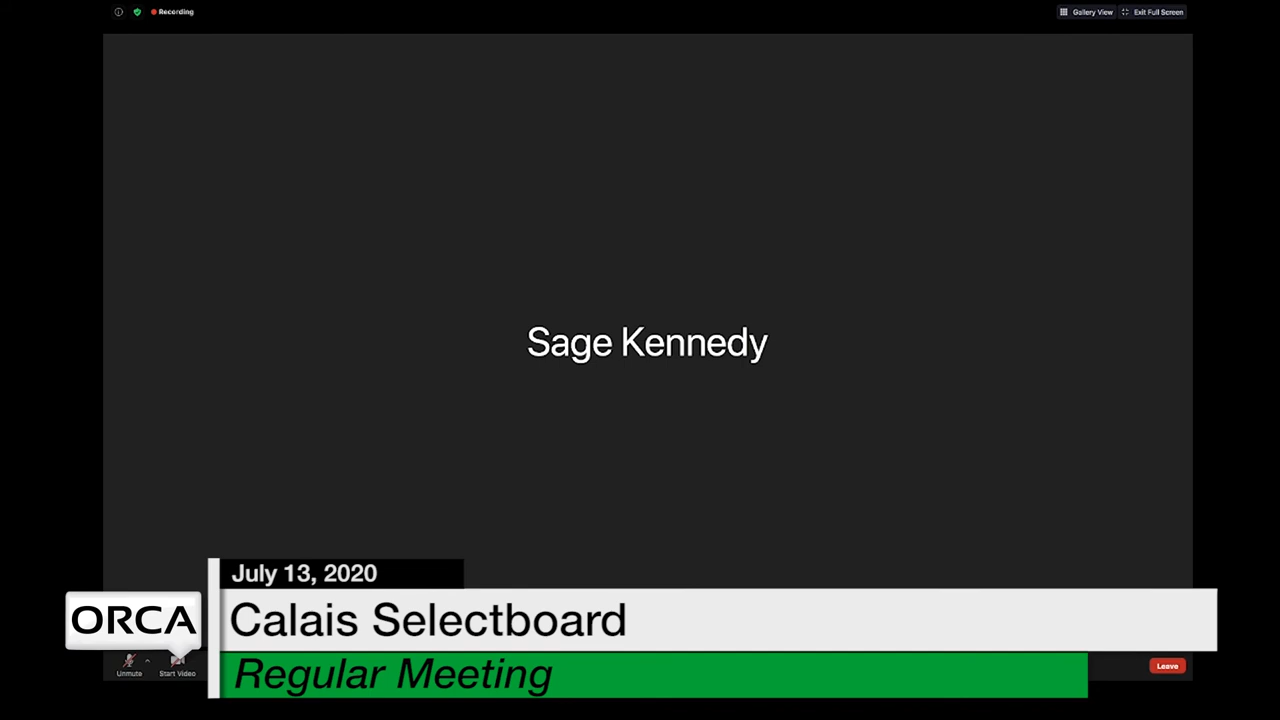 Recording
Gallery View
Exit Full Screen
Sage Kennedy
July 13, 2020
ORCA
Calais Selectboard
Regular Meeting
Unmute
Start Video
Leave